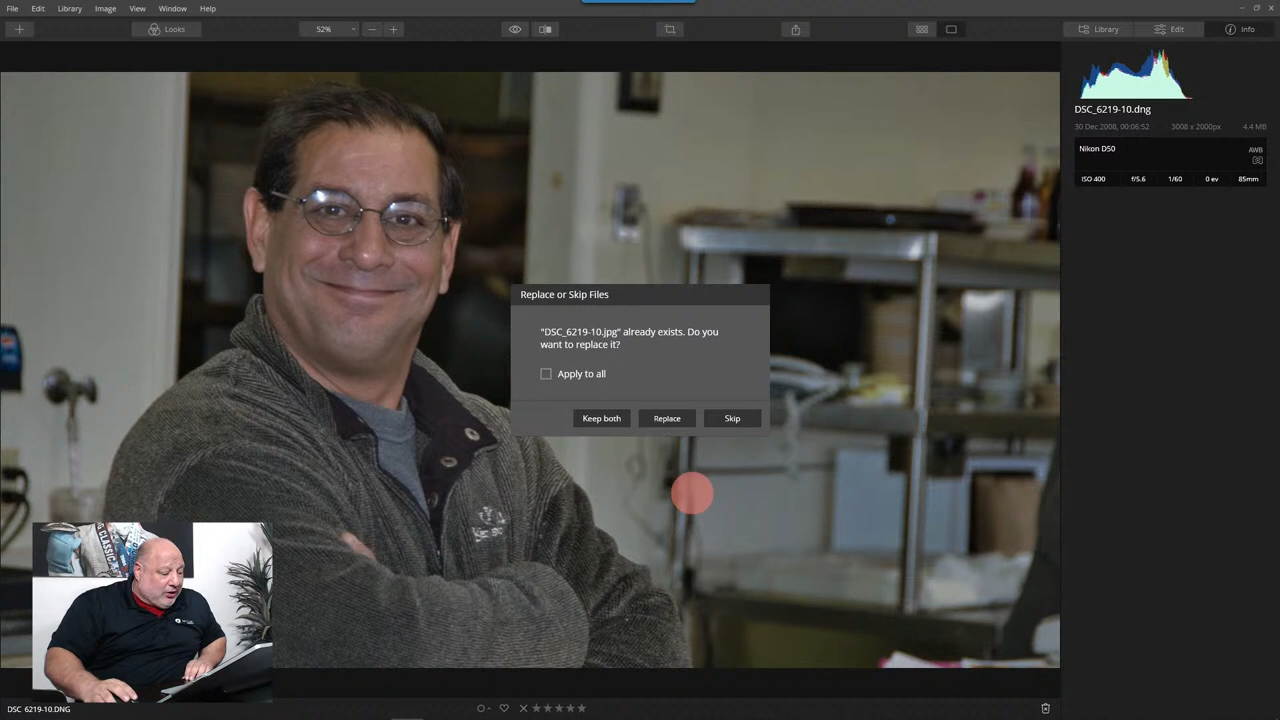 File Edit Library Image View Window Help
Looks
52%
Library Edit Info
DSC_6219-10.dng
30 Dec 2008, 00:06:52 3008 x 2000px 4.4 MB
Nikon D50 AWB
ISO 400 f/5.6 1/60 0 ev 85mm
Replace or Skip Files
"DSC_6219-10.jpg" already exists. Do you
want to replace it?
Apply to all
Keep both Replace Skip
CLASSIC
DSC_6219-10.DNG